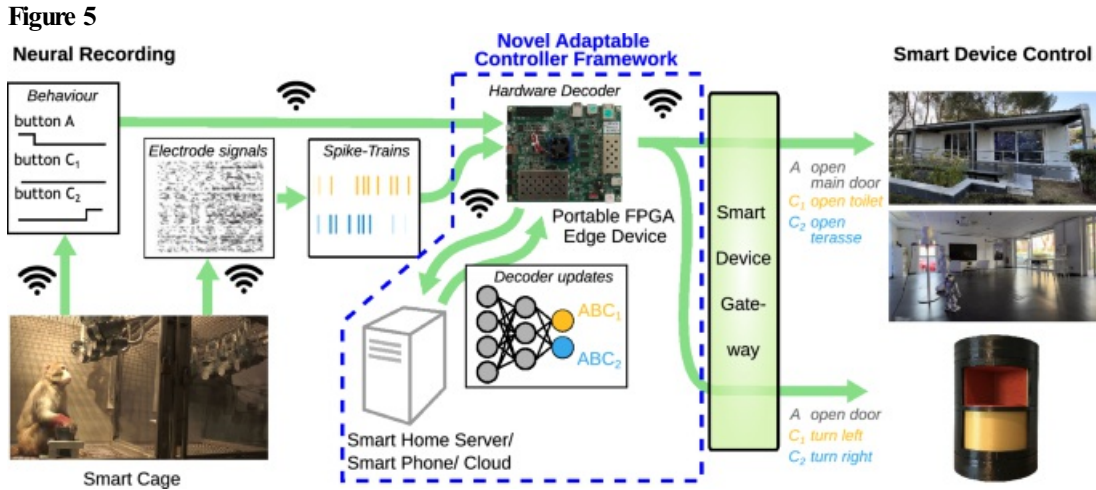 Figure 5
Neural Recording
Novel Adaptable
Controller Framework
Smart Device Control
Behaviour
button A
button C₁
button C₂
Electrode signals
Spike-Trains
Hardware Decoder
Portable FPGA
Edge Device
Decoder updates
ABC₁
ABC₂
Smart Home Server/
Smart Phone/ Cloud
Smart Cage
Smart
Device
Gate-
way
A open
main door
C₁ open toilet
C₂ open
terasse
A open door
C₁ turn left
C₂ turn right